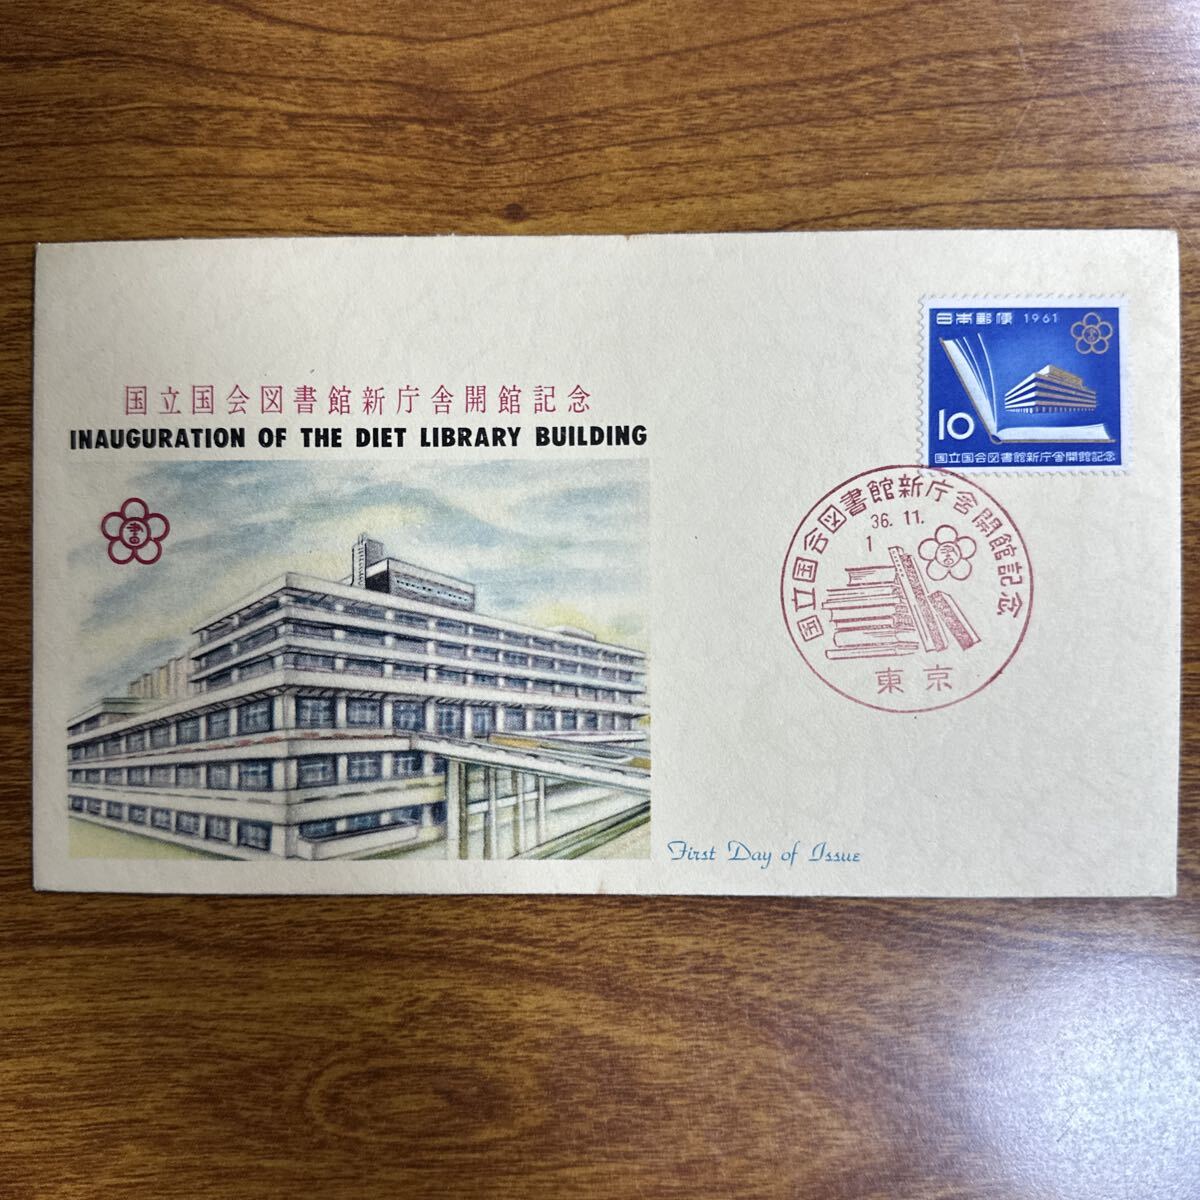 国立国会図書館新庁舎開館記念
INAUGURATION OF THE DIET LIBRARY BUILDING
書
日本郵便 1961
書
10
国立国会図書館新庁舎開館記念
国立国会図書館新庁舎開館記念
36. 11.
1
書
東京
First Day of Issue